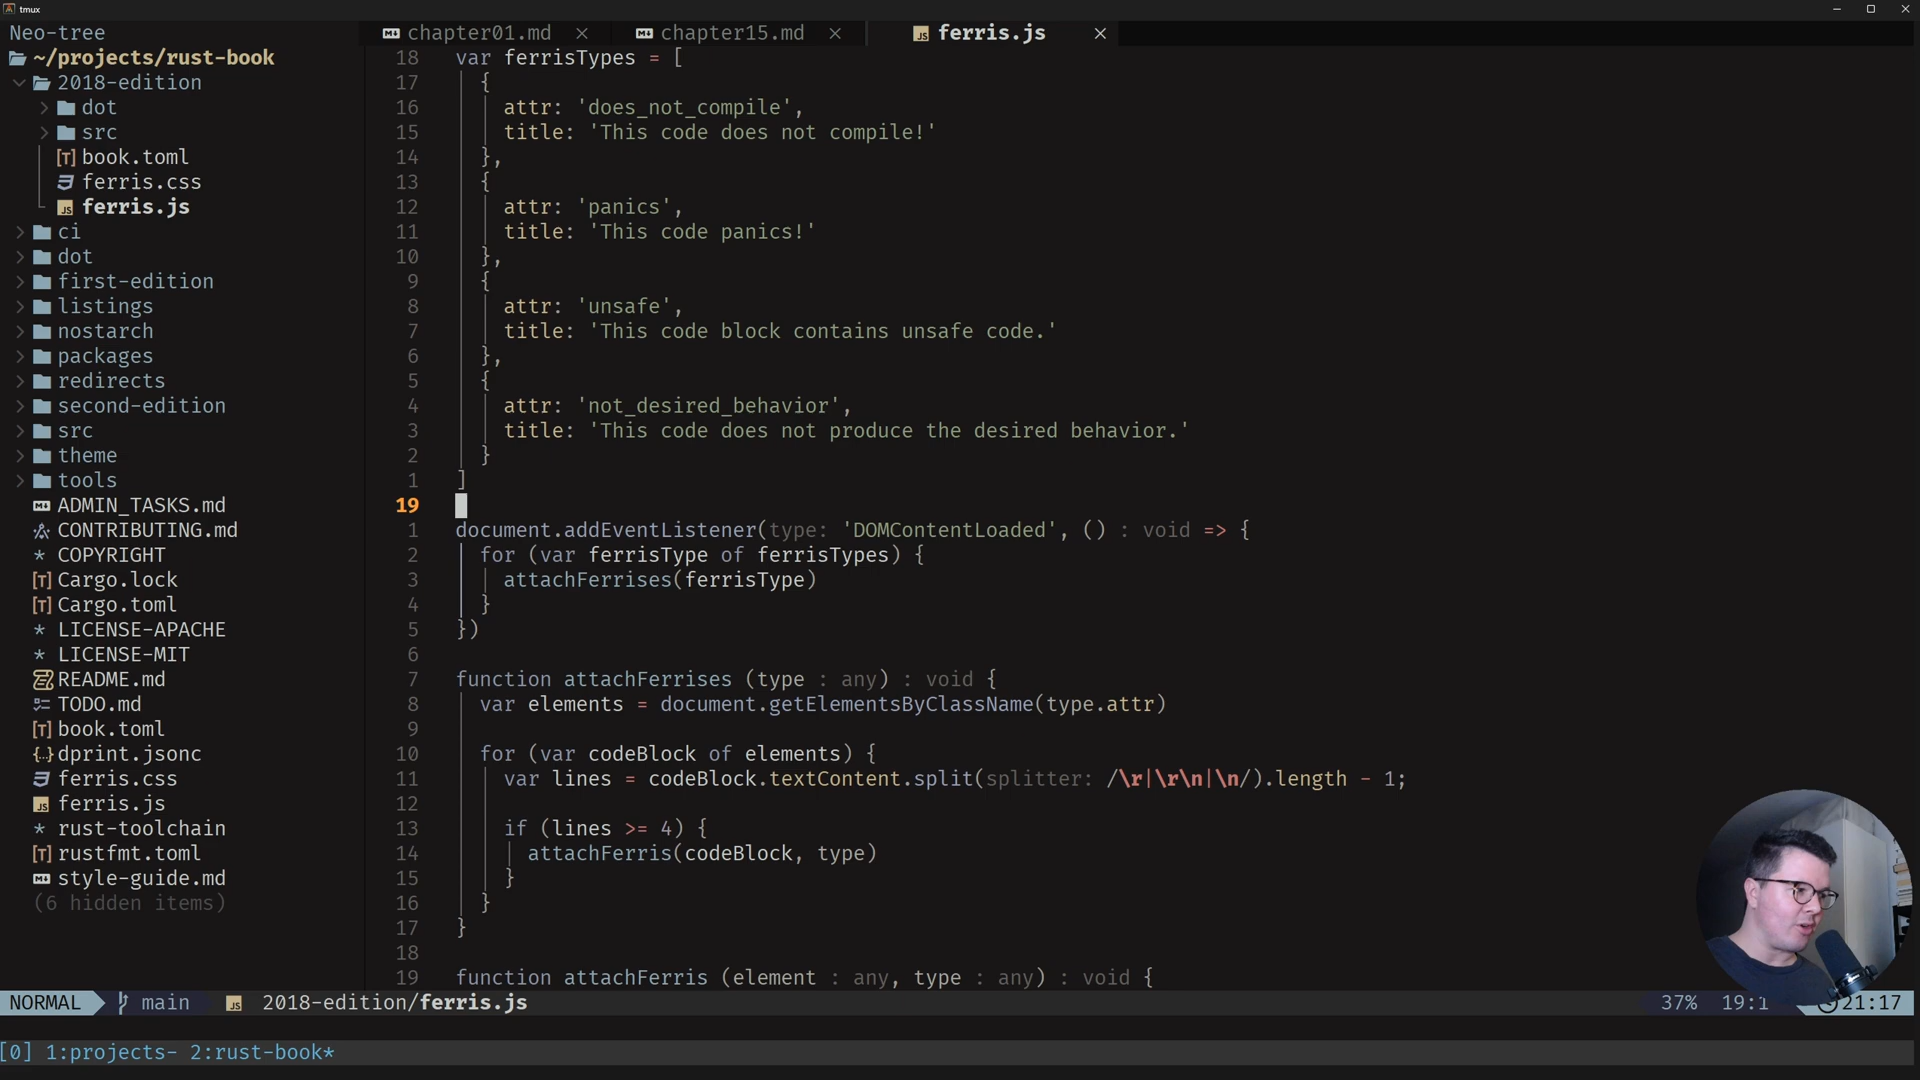 tmux
Neo-tree
~/projects/rust-book
2018-edition
dot
src
[T] book.toml
ferris.css
JS ferris.js
ci
dot
first-edition
listings
nostarch
packages
redirects
second-edition
src
theme
tools
ADMIN_TASKS.md
CONTRIBUTING.md
* COPYRIGHT
[T] Cargo.lock
[T] Cargo.toml
* LICENSE-APACHE
* LICENSE-MIT
README.md
TODO.md
[T] book.toml
{..} dprint.jsonc
ferris.css
JS ferris.js
* rust-toolchain
[T] rustfmt.toml
style-guide.md
(6 hidden items)
chapter01.md × chapter15.md × JS ferris.js ×
18 var ferrisTypes = [
17 {
16 attr: 'does_not_compile',
15 title: 'This code does not compile!'
14 },
13 {
12 attr: 'panics',
11 title: 'This code panics!'
10 },
9 {
8 attr: 'unsafe',
7 title: 'This code block contains unsafe code.'
6 },
5 {
4 attr: 'not_desired_behavior',
3 title: 'This code does not produce the desired behavior.'
2 }
1 ]
19
1 document.addEventListener(type: 'DOMContentLoaded', () : void => {
2 for (var ferrisType of ferrisTypes) {
3 attachFerrises(ferrisType)
4 }
5 })
6
7 function attachFerrises (type : any) : void {
8 var elements = document.getElementsByClassName(type.attr)
9
10 for (var codeBlock of elements) {
11 var lines = codeBlock.textContent.split(splitter: /\r|\r\n|\n/).length - 1;
12
13 if (lines >= 4) {
14 attachFerris(codeBlock, type)
15 }
16 }
17 }
18
19 function attachFerris (element : any, type : any) : void {
NORMAL main JS 2018-edition/ferris.js 37% 19:1 21:17
[0] 1:projects- 2:rust-book*